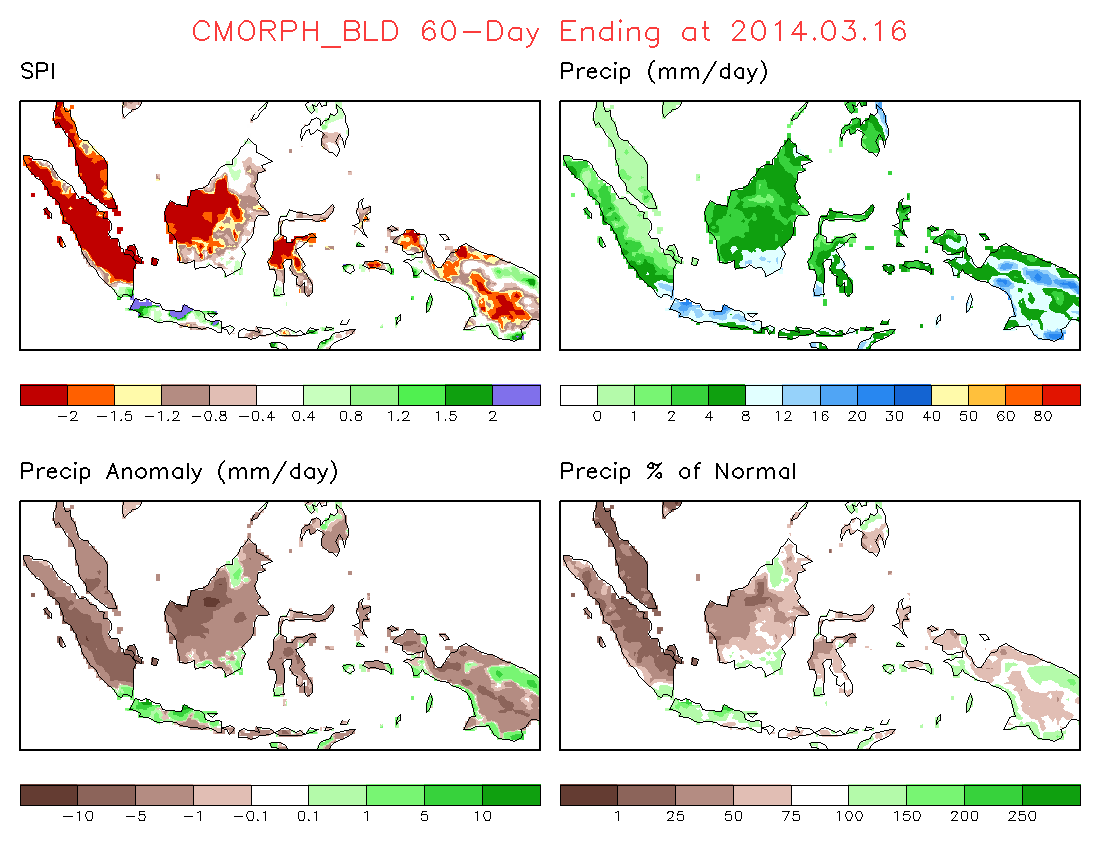 CMORPH_BLD 60-Day Ending at 2014.03.16
SPI
Precip (mm/day)
-2 -1.5 -1.2 -0.8 -0.4 0.4 0.8 1.2 1.5 2
0 1 2 4 8 12 16 20 30 40 50 60 80
Precip Anomaly (mm/day)
Precip % of Normal
-10 -5 -1 -0.1 0.1 1 5 10
1 25 50 75 100 150 200 250